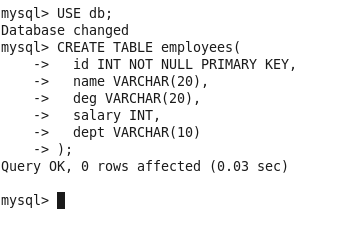 mysql> USE db;
Database changed
mysql> CREATE TABLE employees(
    ->   id INT NOT NULL PRIMARY KEY,
    ->   name VARCHAR(20),
    ->   deg VARCHAR(20),
    ->   salary INT,
    ->   dept VARCHAR(10)
    -> );
Query OK, 0 rows affected (0.03 sec)

mysql>